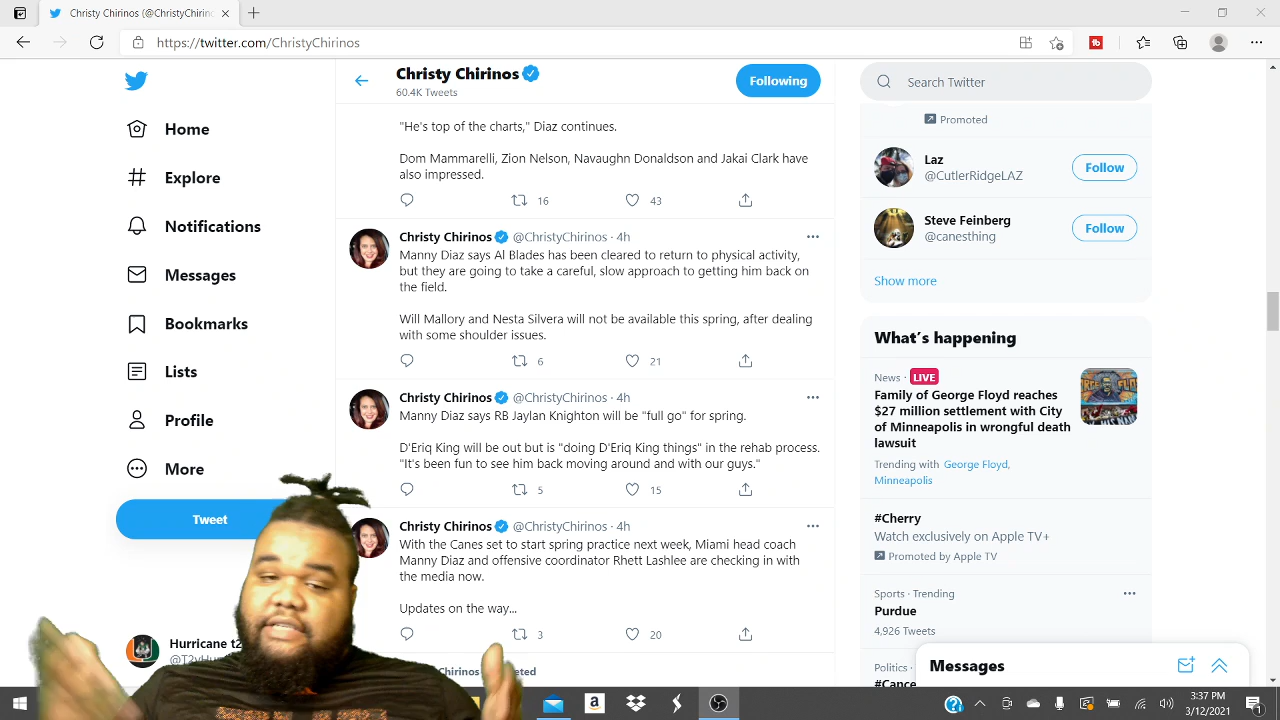 Christy Chirinos (@ChristyChirinos
https://twitter.com/ChristyChirinos
Home
Explore
Notifications
Messages
Bookmarks
Lists
Profile
More
Tweet
Hurricane t2
Christy Chirinos
60.4K Tweets
Following
"He's top of the charts," Diaz continues.
Dom Mammarelli, Zion Nelson, Navaughn Donaldson and Jakai Clark have
also impressed.
16 43
Christy Chirinos @ChristyChirinos · 4h
Manny Diaz says Al Blades has been cleared to return to physical activity,
but they are going to take a careful, slow approach to getting him back on
the field.
Will Mallory and Nesta Silvera will not be available this spring, after dealing
with some shoulder issues.
6 21
Christy Chirinos @ChristyChirinos · 4h
Manny Diaz says RB Jaylan Knighton will be "full go" for spring.
D'Eriq King will be out but is "doing D'Eriq King things" in the rehab process.
"It's been fun to see him back moving around and with our guys."
5 15
Christy Chirinos @ChristyChirinos · 4h
With the Canes set to start spring practice next week, Miami head coach
Manny Diaz and offensive coordinator Rhett Lashlee are checking in with
the media now.
Updates on the way...
3 20
Chirinos
Search Twitter
Promoted
Laz
@CutlerRidgeLAZ
Follow
Steve Feinberg
@canesthing
Follow
Show more
What's happening
News · LIVE
Family of George Floyd reaches
$27 million settlement with City
of Minneapolis in wrongful death
lawsuit
Trending with George Floyd,
Minneapolis
#Cherry
Watch exclusively on Apple TV+
Promoted by Apple TV
Sports · Trending
Purdue
4,926 Tweets
Politics ·
#Cance
Messages
3:37 PM
3/12/2021